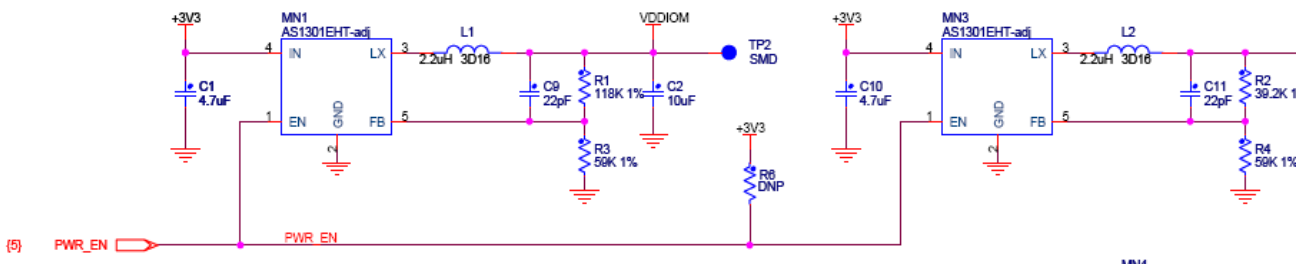 +3V3
MN1
AS1301EHT-adj
4 IN LX 3
L1
2.2uH 3D16
VDDIOM
TP2
SMD
C1
4.7uF
1 EN GND FB 5
2
C9
22pF
R1
118K 1%
C2
10uF
R3
59K 1%
+3V3
R6
DNP
+3V3
MN3
AS1301EHT-adj
4 IN LX 3
L2
2.2uH 3D16
C10
4.7uF
1 EN GND FB 5
2
C11
22pF
R2
39.2K 1
R4
59K 1%
{5} PWR_EN
PWR_EN